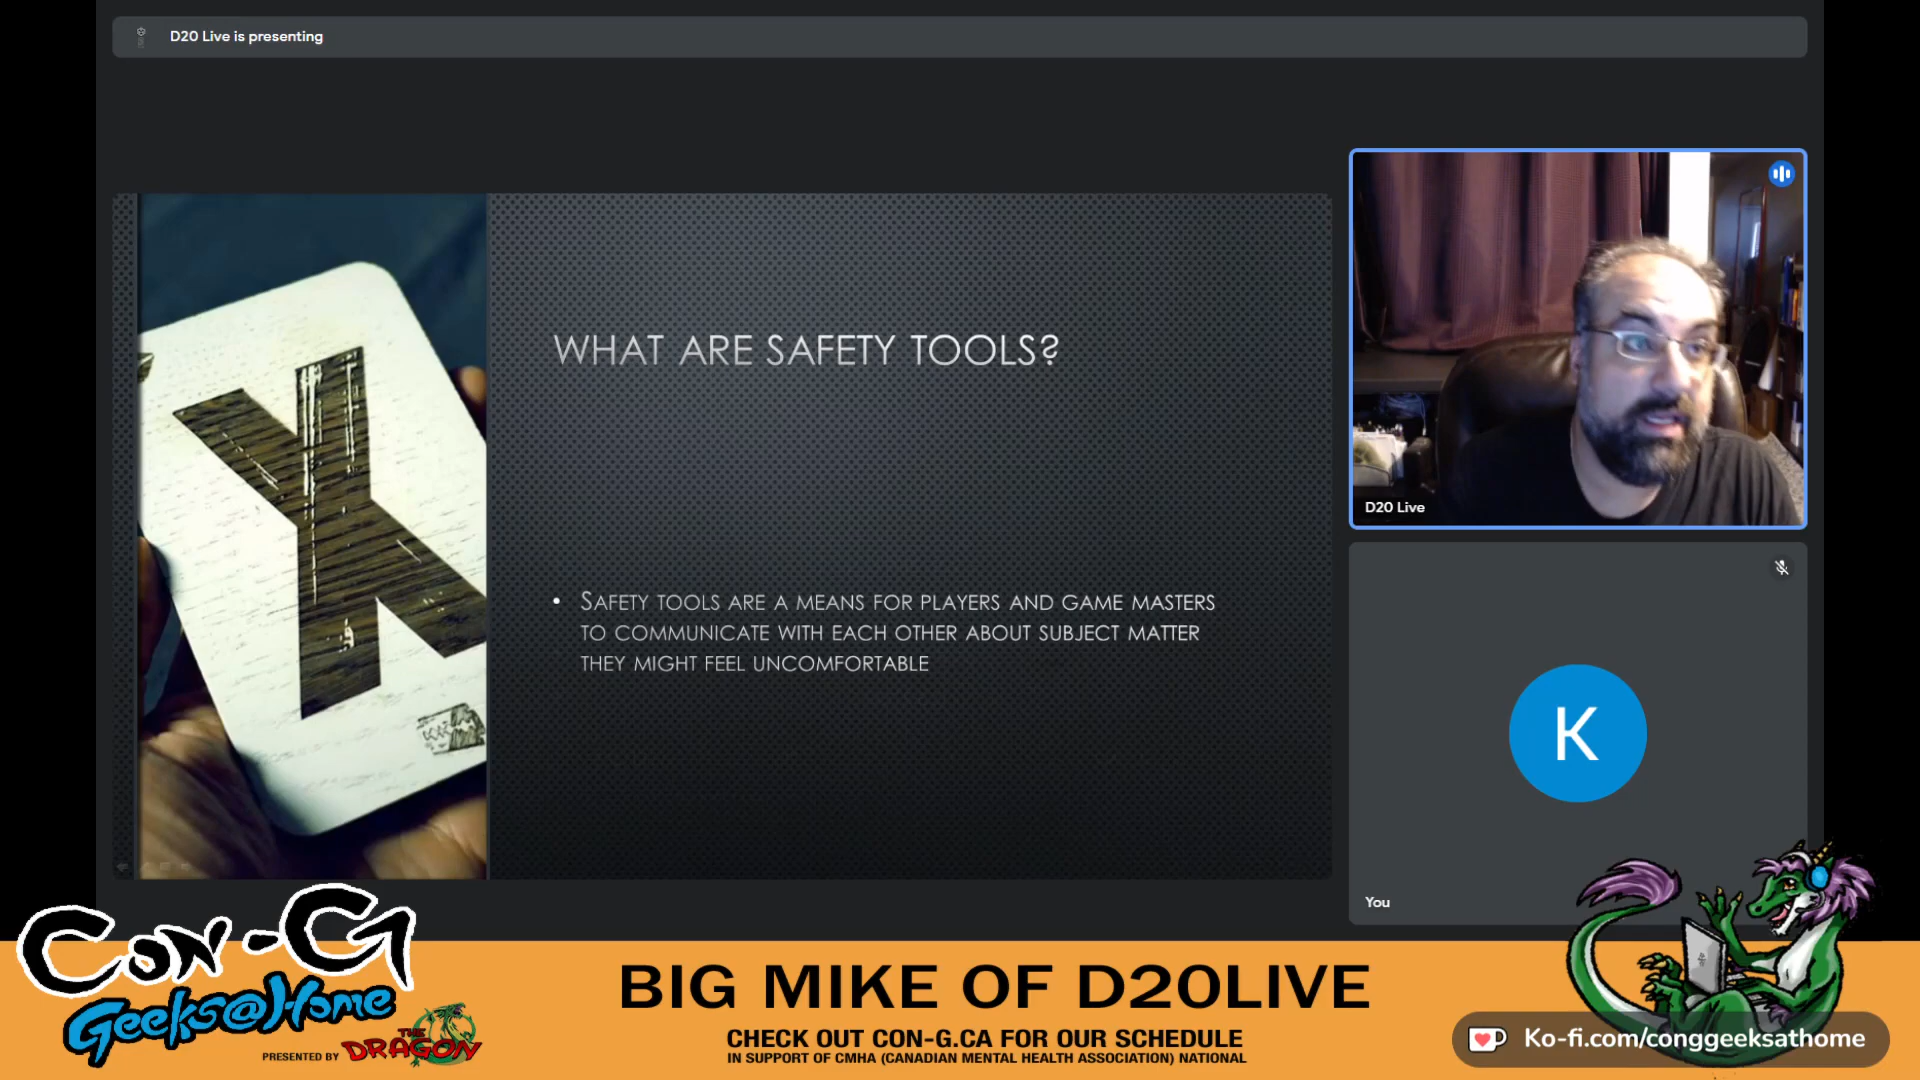 D20 Live is presenting
WHAT ARE SAFETY TOOLS?
• SAFETY TOOLS ARE A MEANS FOR PLAYERS AND GAME MASTERS
TO COMMUNICATE WITH EACH OTHER ABOUT SUBJECT MATTER
THEY MIGHT FEEL UNCOMFORTABLE
X
D20 Live
K
You
CON-G
Geeks@Home
PRESENTED BY THE DRAGON
BIG MIKE OF D20LIVE
CHECK OUT CON-G.CA FOR OUR SCHEDULE
IN SUPPORT OF CMHA (CANADIAN MENTAL HEALTH ASSOCIATION) NATIONAL
Ko-fi.com/conggeeksathome